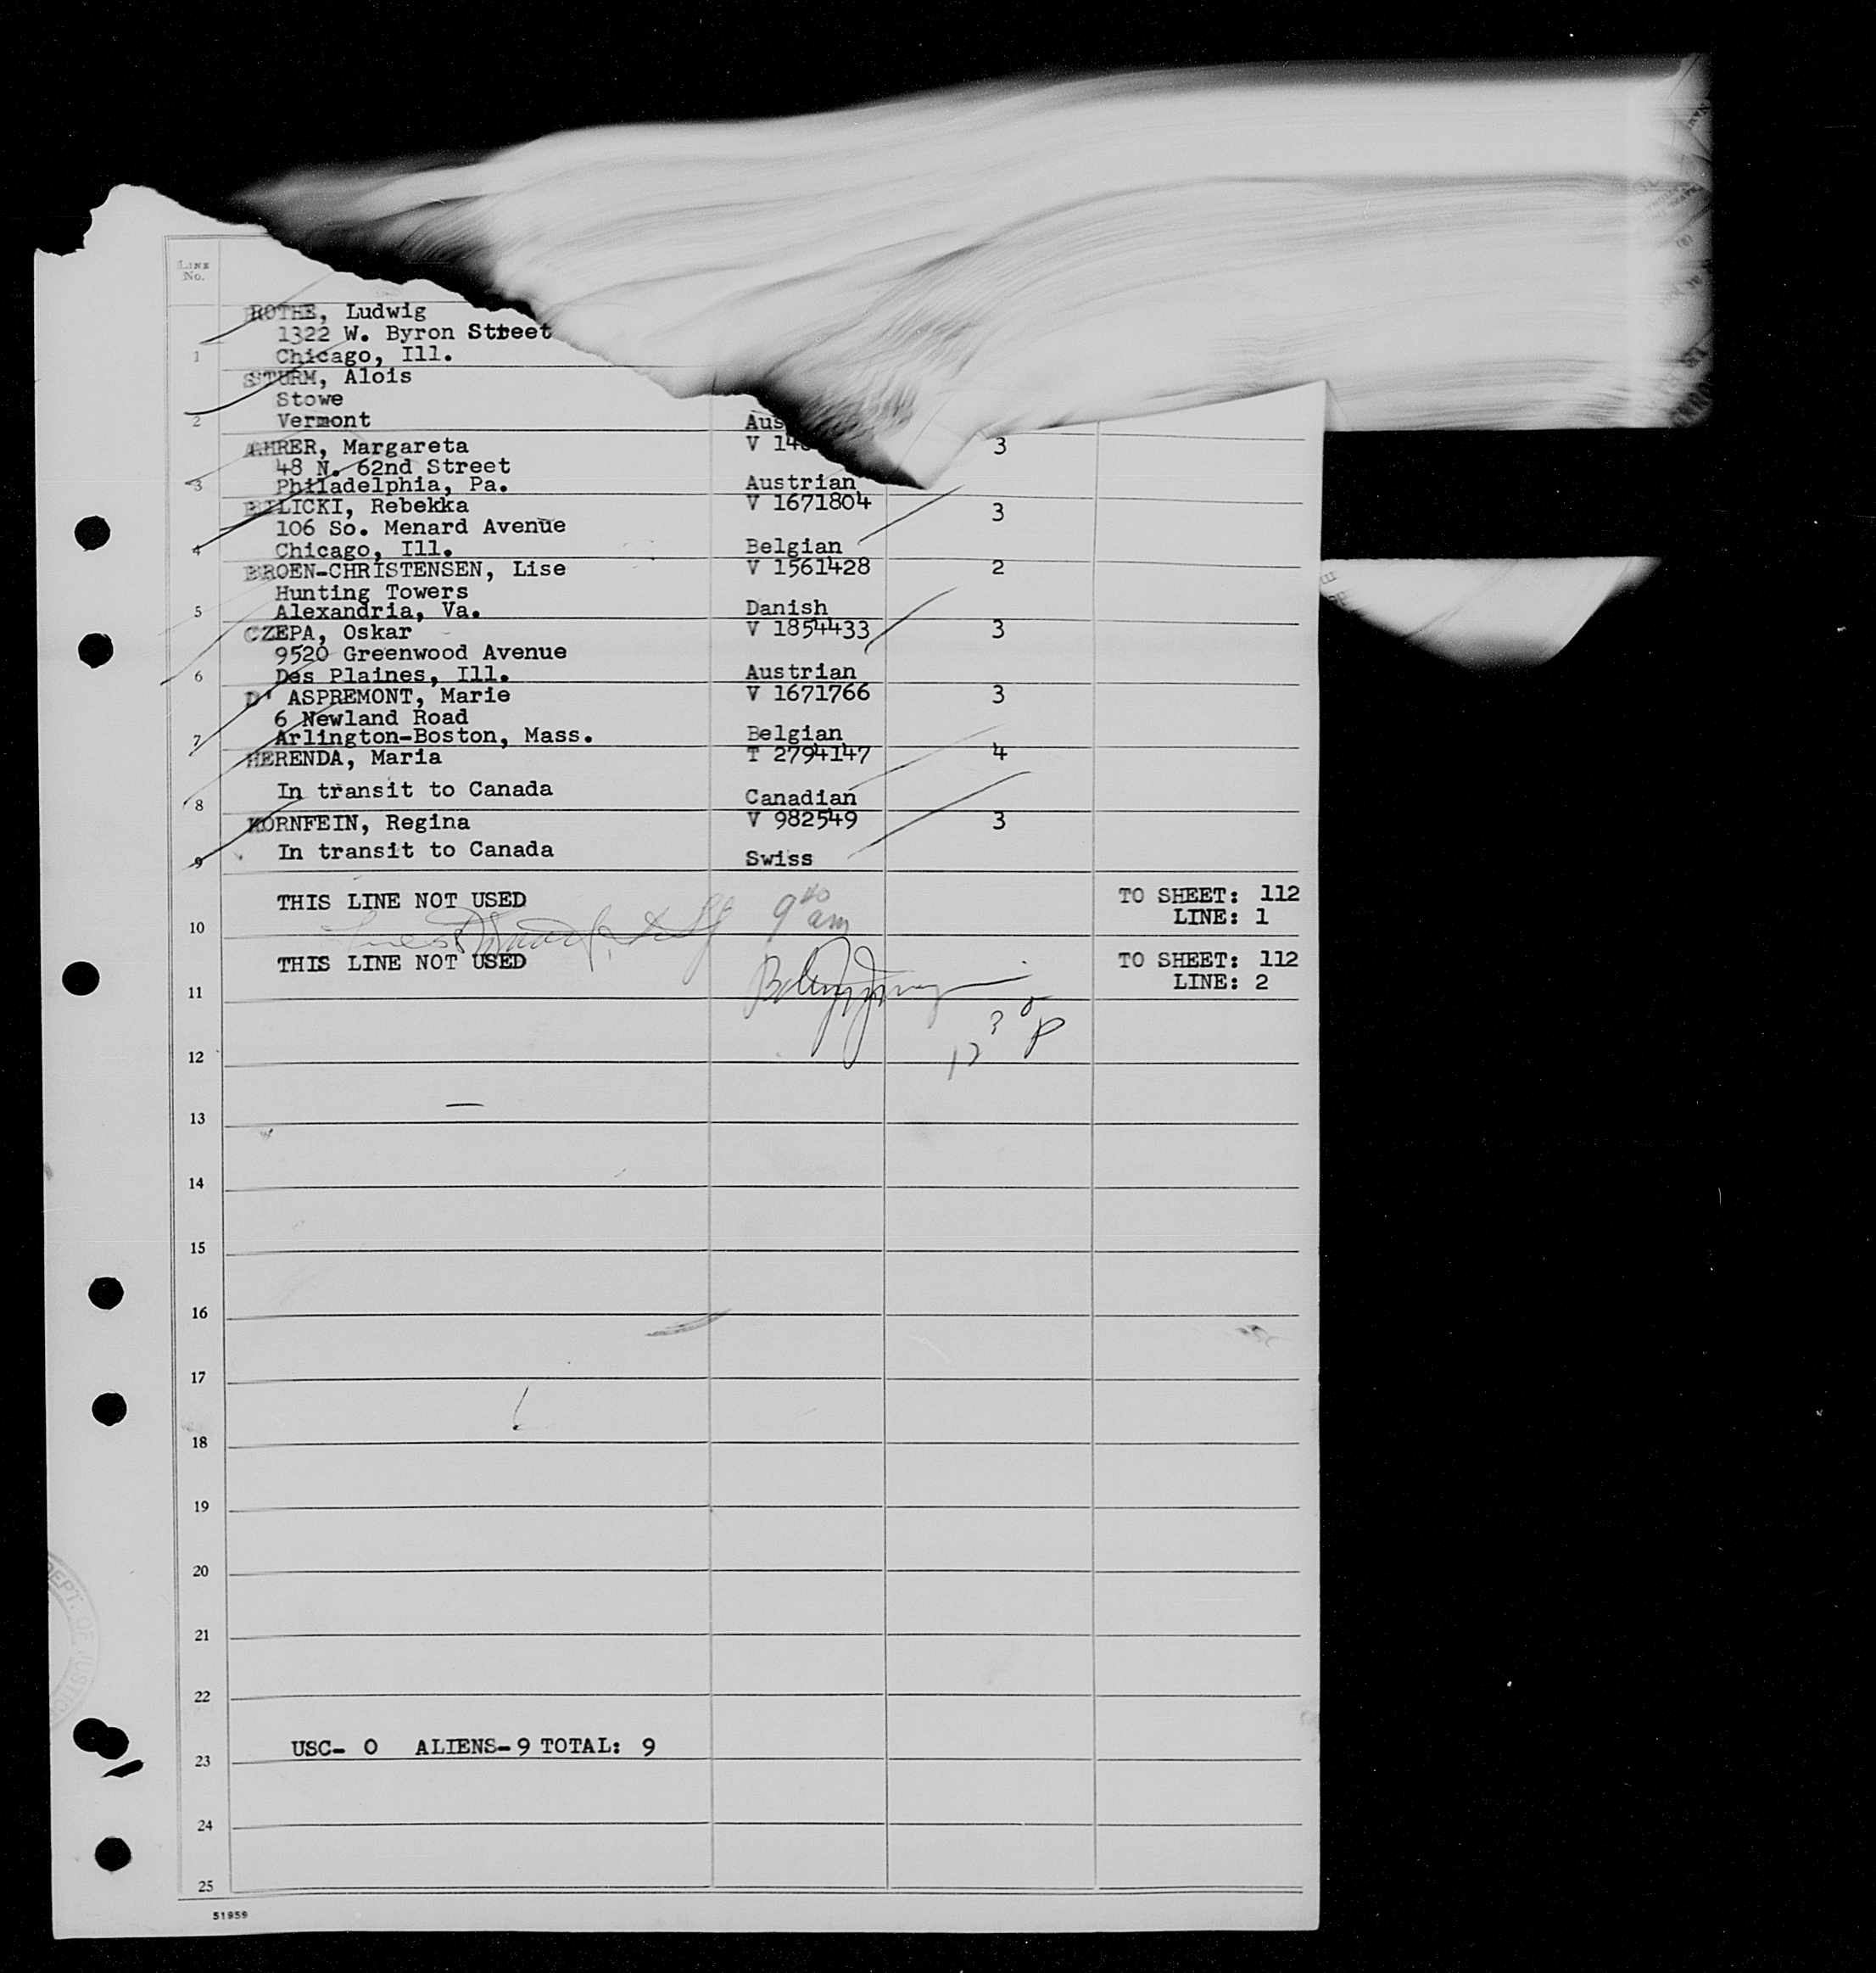 LINE
No.
ROTHE, Ludwig
1322 W. Byron Street
1 Chicago, Ill.
STURM, Alois
Stowe
2 Vermont Aus
AHRER, Margareta V 14 3
48 N. 62nd Street
3 Philadelphia, Pa. Austrian
BILICKI, Rebekka V 1671804 3
106 So. Menard Avenue
4 Chicago, Ill. Belgian
BROEN-CHRISTENSEN, Lise V 1561428 2
Hunting Towers
5 Alexandria, Va. Danish
CZEPA, Oskar V 1854433 3
9520 Greenwood Avenue
6 Des Plaines, Ill. Austrian
D' ASPREMONT, Marie V 1671766 3
6 Newland Road
7 Arlington-Boston, Mass. Belgian
HERENDA, Maria T 2794147 4
In transit to Canada
8 Canadian
KORNFEIN, Regina V 982549 3
In transit to Canada
9 Swiss
THIS LINE NOT USED 9 40 am TO SHEET: 112
10 LINE: 1
THIS LINE NOT USED TO SHEET: 112
11 LINE: 2
12
13
14
15
16
17
18
19
20
21
22
USC- 0 ALIENS-9 TOTAL: 9
23
24
25
51959
DEPT. OF JUSTICE